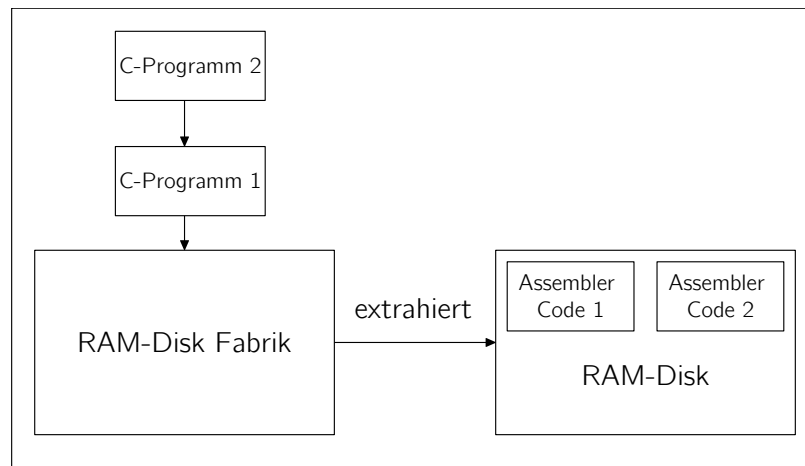 C-Programm 2
C-Programm 1
RAM-Disk Fabrik
extrahiert
Assembler
Code 1
Assembler
Code 2
RAM-Disk